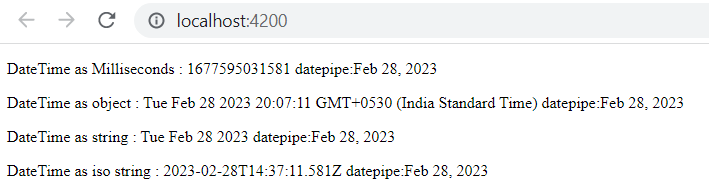 localhost:4200
DateTime as Milliseconds : 1677595031581 datepipe:Feb 28, 2023
DateTime as object : Tue Feb 28 2023 20:07:11 GMT+0530 (India Standard Time) datepipe:Feb 28, 2023
DateTime as string : Tue Feb 28 2023 datepipe:Feb 28, 2023
DateTime as iso string : 2023-02-28T14:37:11.581Z datepipe:Feb 28, 2023